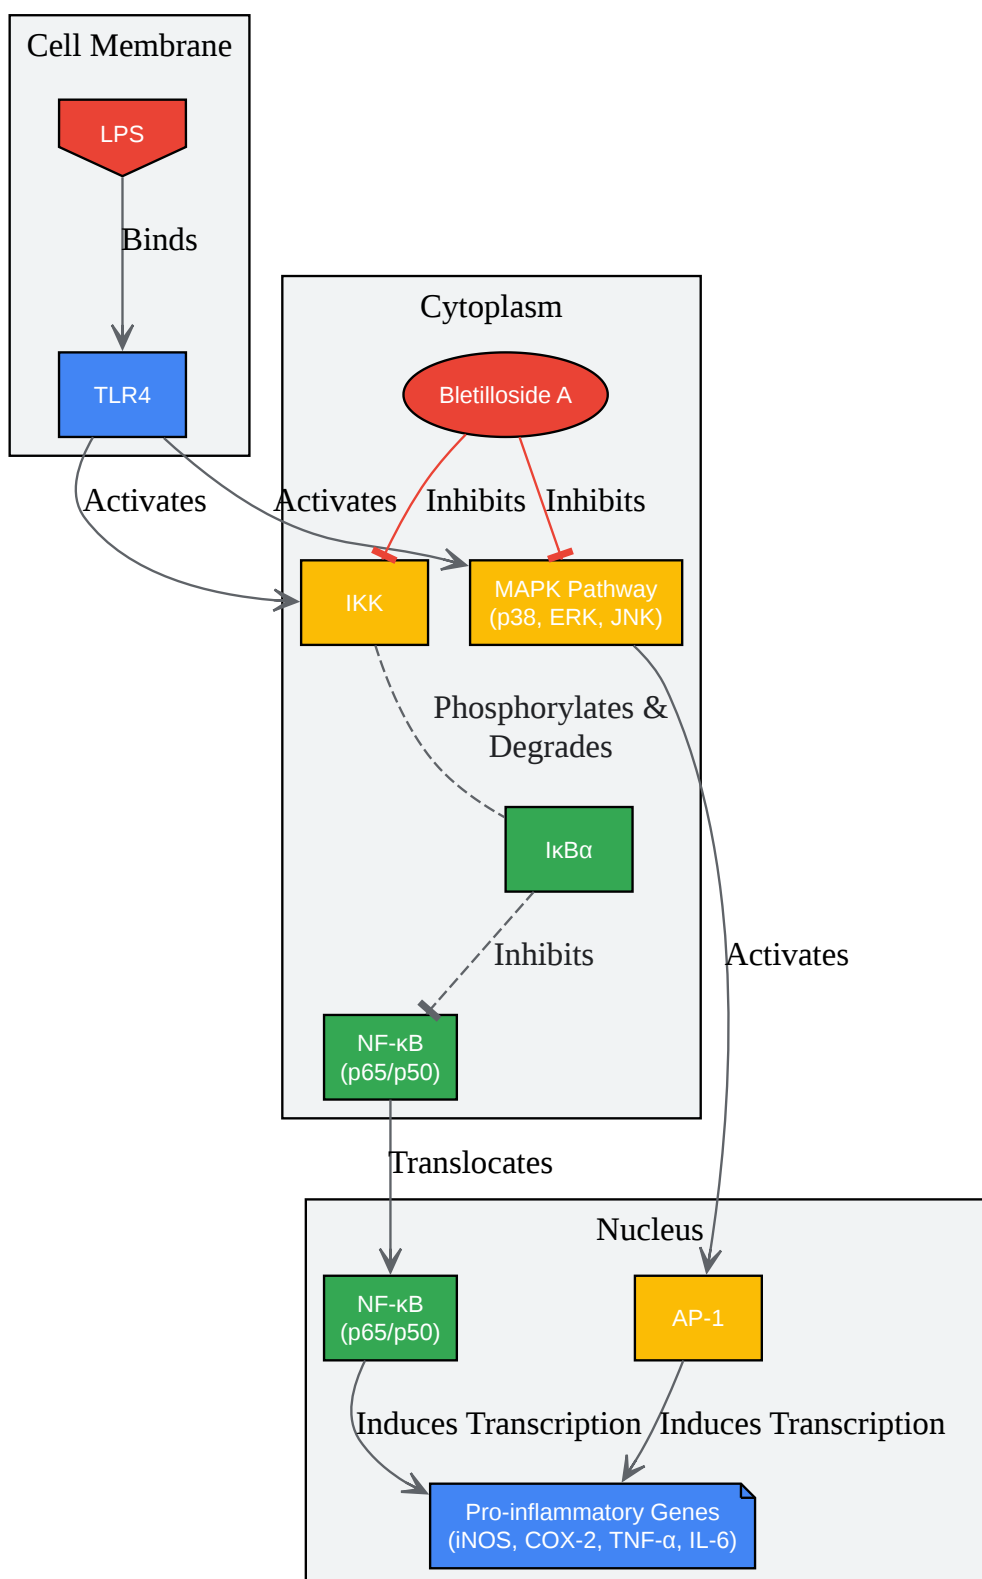 Cell Membrane
LPS
Binds
TLR4
Cytoplasm
Bletilloside A
Activates
Activates
Inhibits
Inhibits
IKK
MAPK Pathway
(p38, ERK, JNK)
Phosphorylates &
Degrades
IκBα
Inhibits
Activates
NF-κB
(p65/p50)
Translocates
Nucleus
NF-κB
(p65/p50)
AP-1
Induces Transcription
Induces Transcription
Pro-inflammatory Genes
(iNOS, COX-2, TNF-α, IL-6)